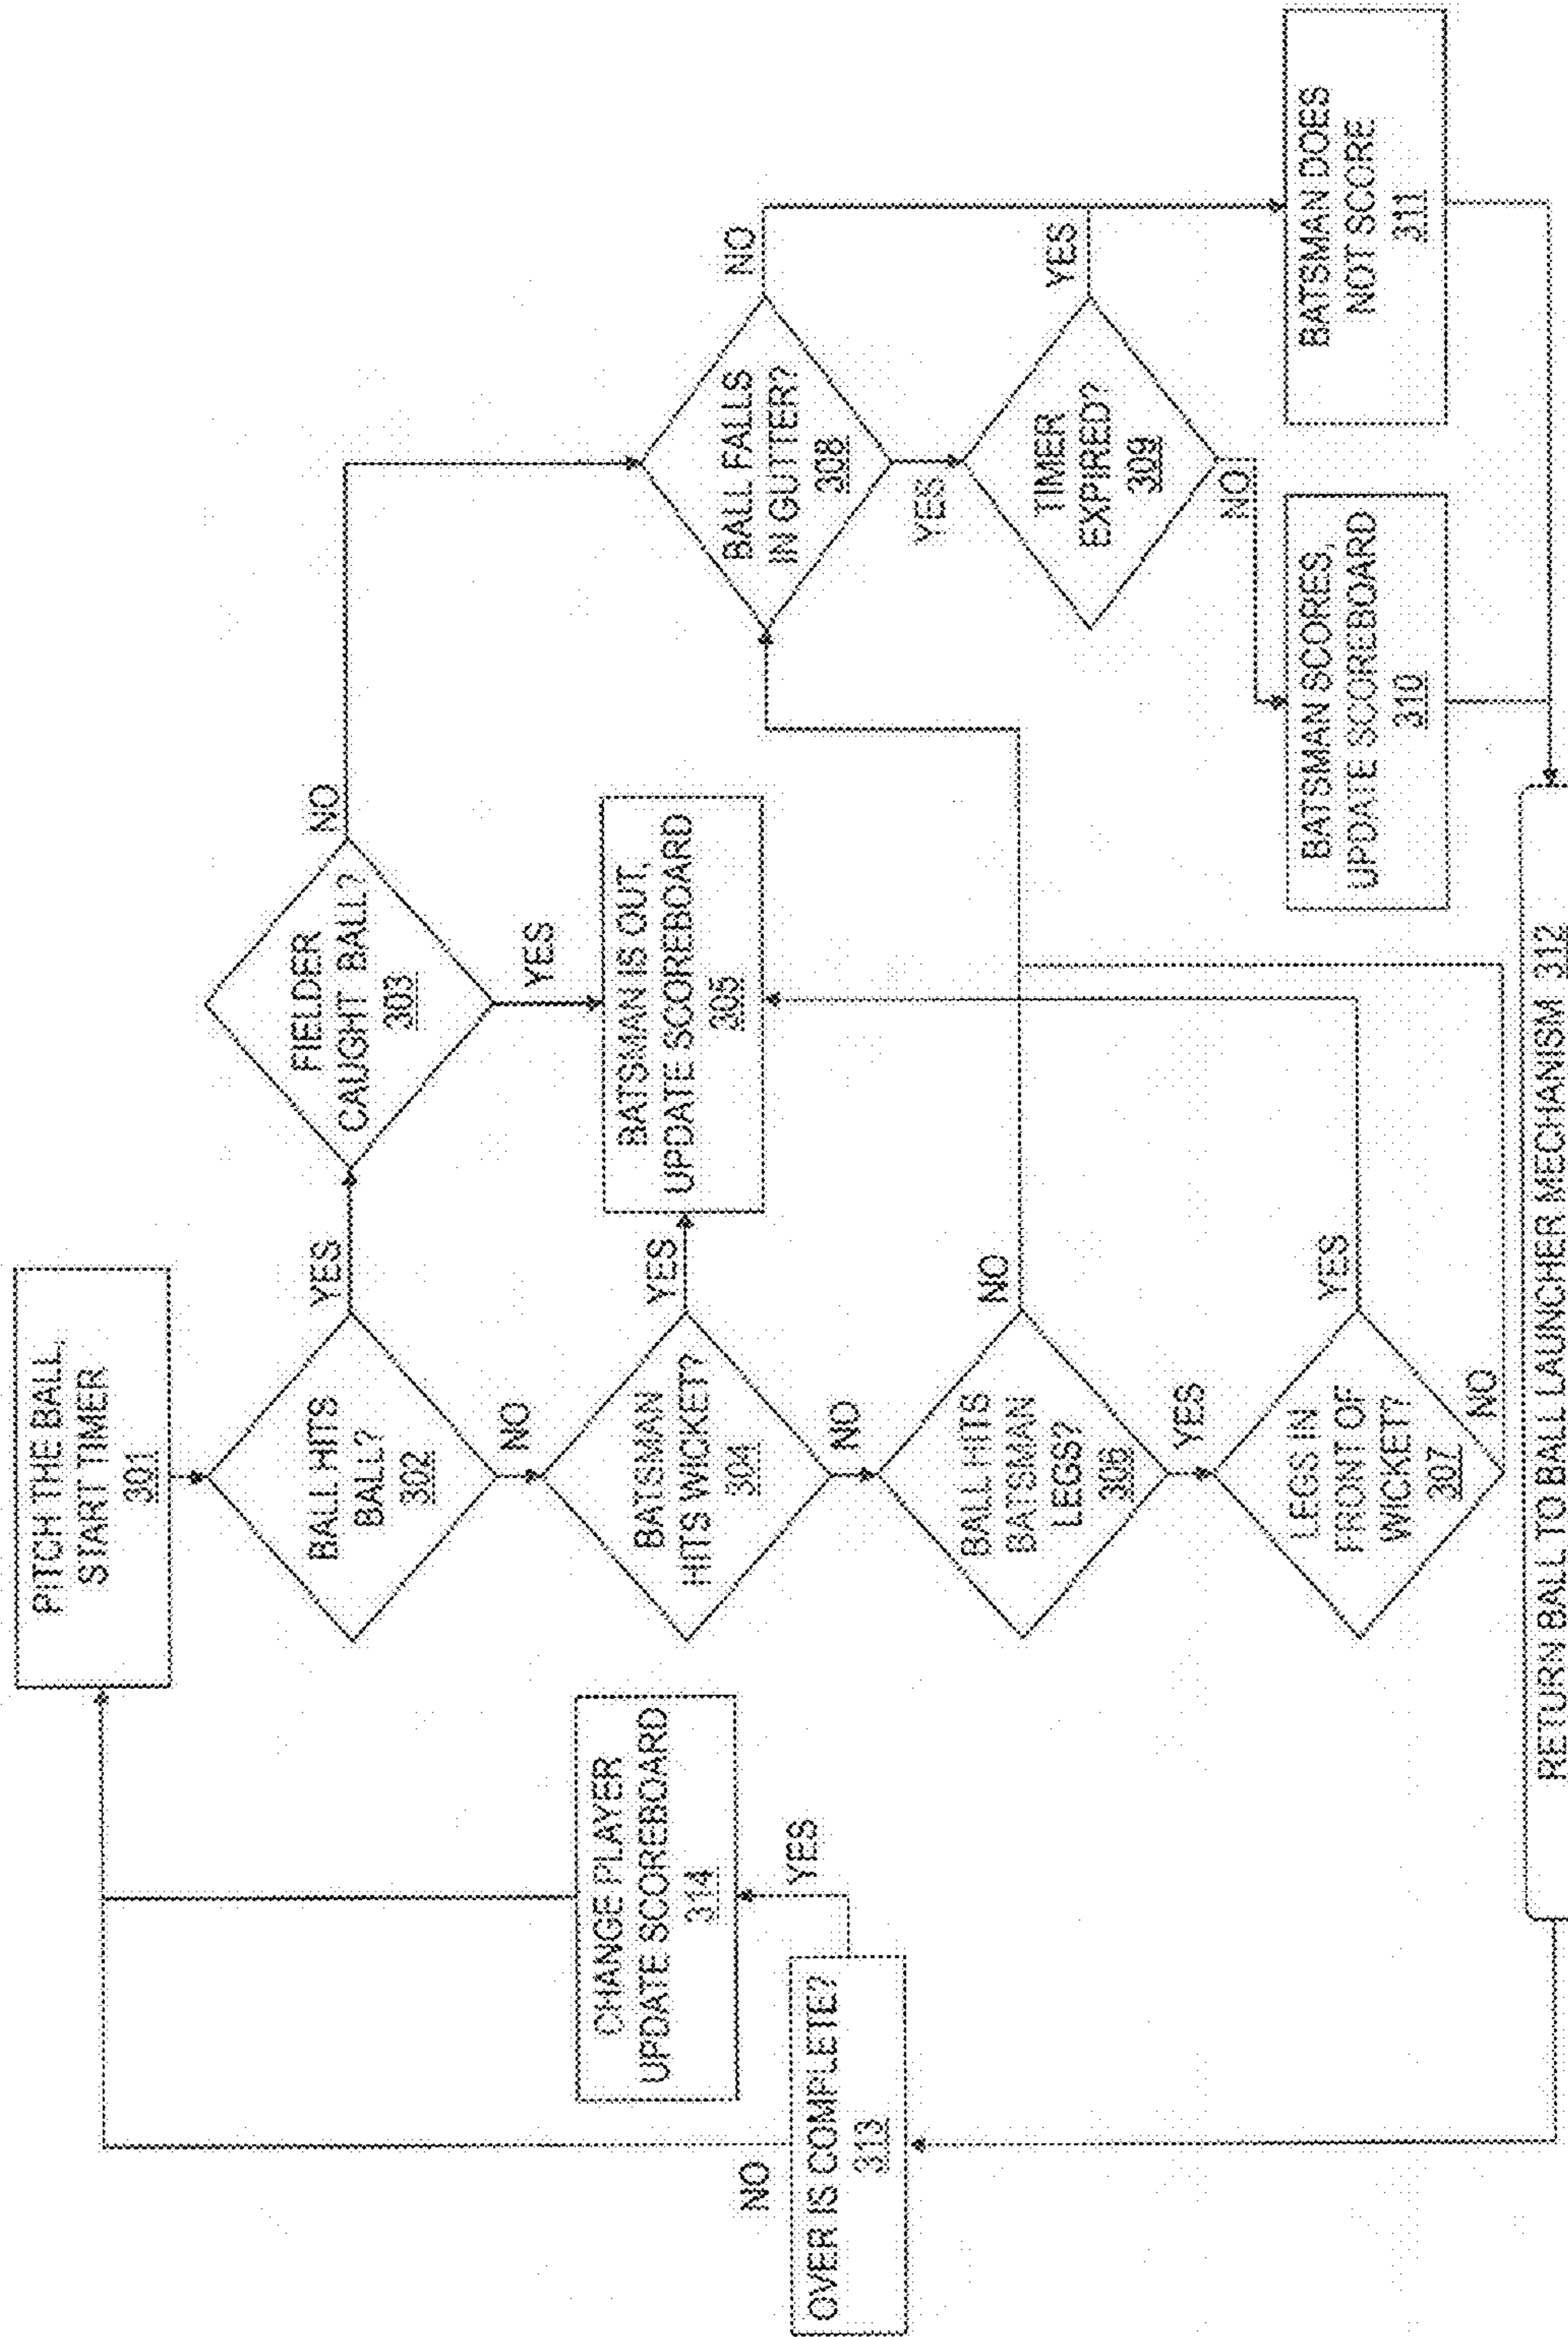 PITCH THE BALL,
START TIMER
301
BALL HITS
BALL?
302
YES
NO
FIELDER
CAUGHT BALL?
303
NO
YES
BATSMAN
HITS WICKET?
304
YES
NO
BATSMAN IS OUT,
UPDATE SCOREBOARD
305
BALL HITS
BATSMAN
LEGS?
306
NO
YES
LEGS IN
FRONT OF
WICKET?
307
YES
NO
BALL FALLS
IN GUTTER?
308
NO
YES
TIMER
EXPIRED?
309
YES
NO
BATSMAN SCORES,
UPDATE SCOREBOARD
310
BATSMAN DOES
NOT SCORE
311
RETURN BALL TO BALL LAUNCHER MECHANISM 312
OVER IS COMPLETE?
313
NO
YES
CHANGE PLAYER
UPDATE SCOREBOARD
314